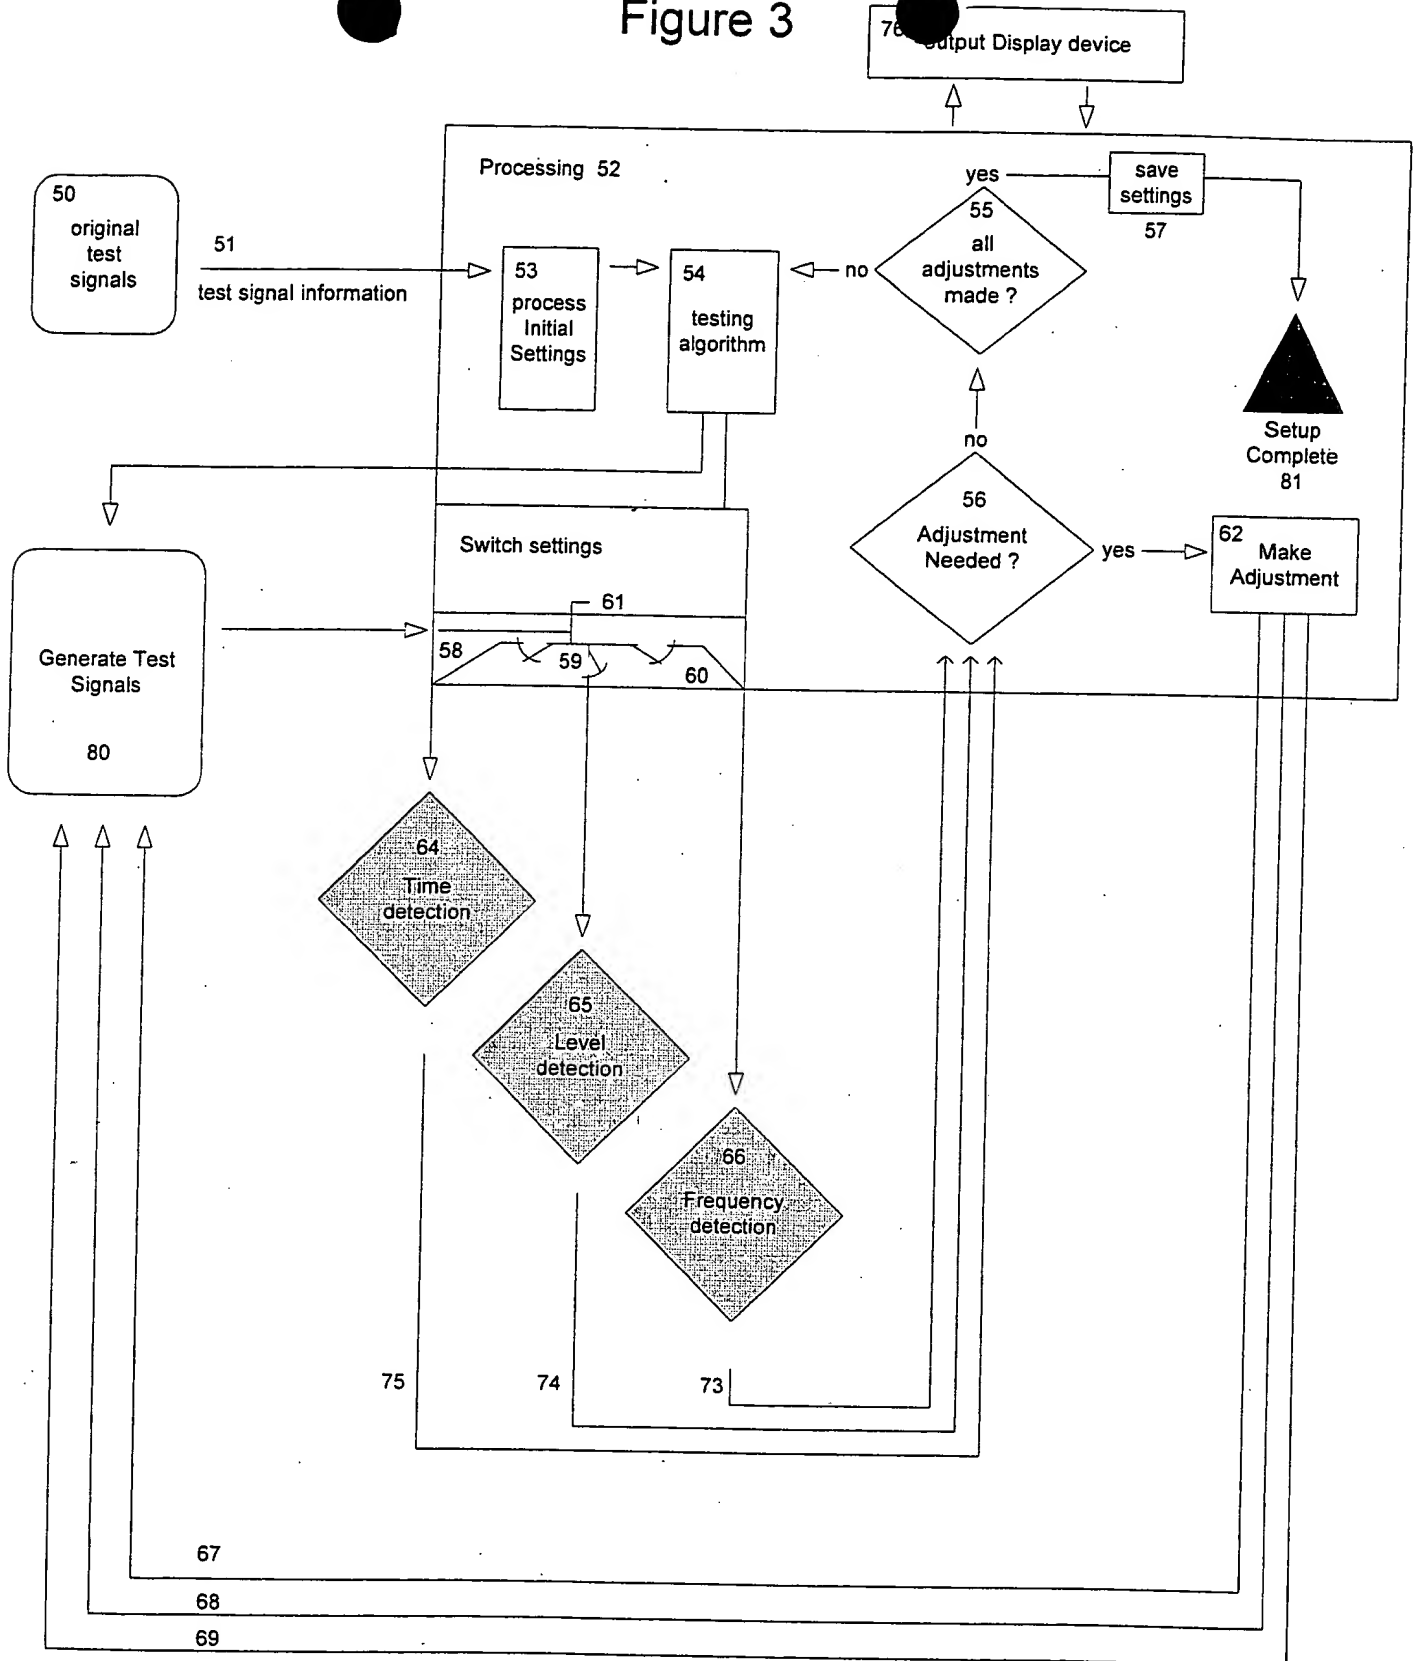 Figure 3
76
Output Display device
Processing 52
yes
save
settings
57
50
original
test
signals
51
test signal information
53
process
Initial
Settings
54
testing
algorithm
no
55
all
adjustments
made ?
Setup
Complete
81
no
56
Adjustment
Needed ?
yes
62
Make
Adjustment
Switch settings
61
58
59
60
Generate Test
Signals
80
64
Time
detection
65
Level
detection
66
Frequency
detection
75
74
73
67
68
69